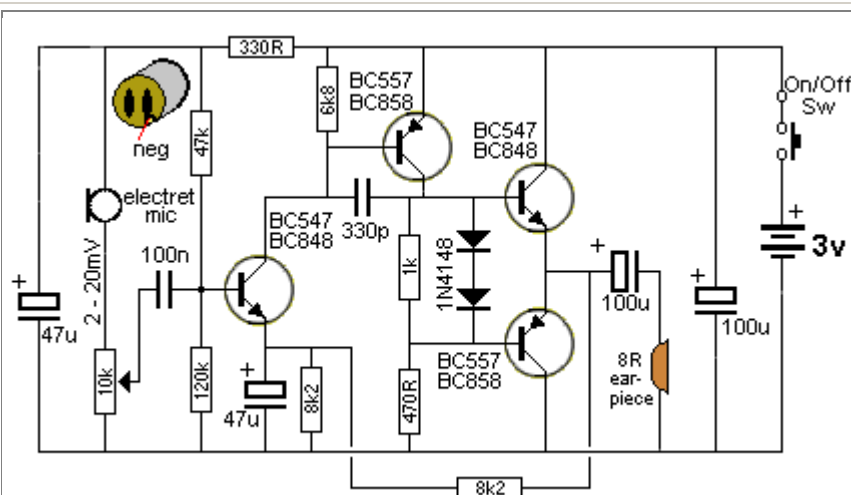 330R
6k8
BC557
BC858
On/Off
Sw
neg
47k
BC547
BC848
electret
mic
2 - 20mV
100n
BC547
BC848
330p
1k
1N4148
+
3v
+
47u
10k
120k
+
47u
8k2
BC557
BC858
470R
+
100u
8R
ear-
piece
+
100u
8k2